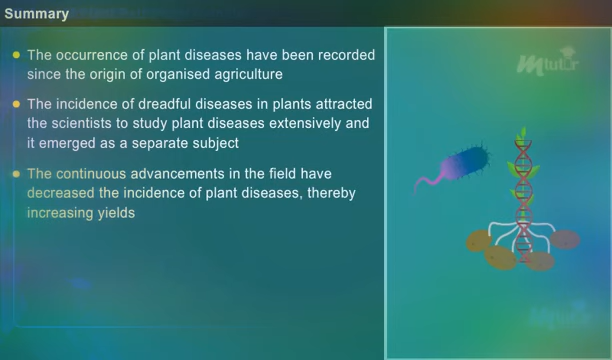 Summary
The occurrence of plant diseases have been recorded
since the origin of organised agriculture
The incidence of dreadful diseases in plants attracted
the scientists to study plant diseases extensively and
it emerged as a separate subject
The continuous advancements in the field have
decreased the incidence of plant diseases, thereby
increasing yields
Mtutor